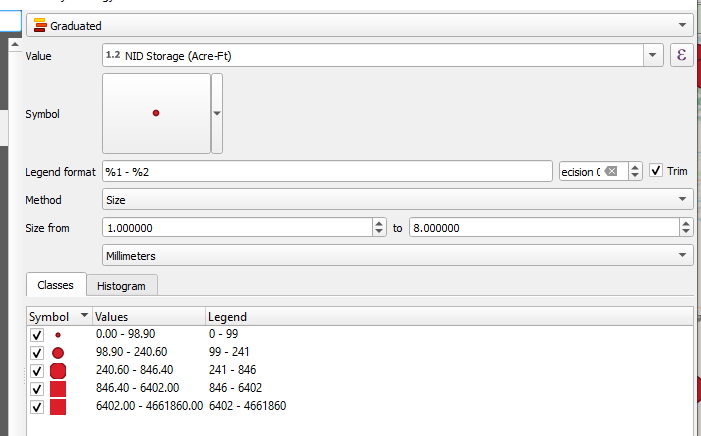 Graduated
Value 1.2 NID Storage (Acre-Ft) ε
Symbol
Legend format %1 - %2 ecision 0 Trim
Method Size
Size from 1.000000 to 8.000000
Millimeters
Classes Histogram
Symbol Values Legend
0.00 - 98.90 0 - 99
98.90 - 240.60 99 - 241
240.60 - 846.40 241 - 846
846.40 - 6402.00 846 - 6402
6402.00 - 4661860.00 6402 - 4661860